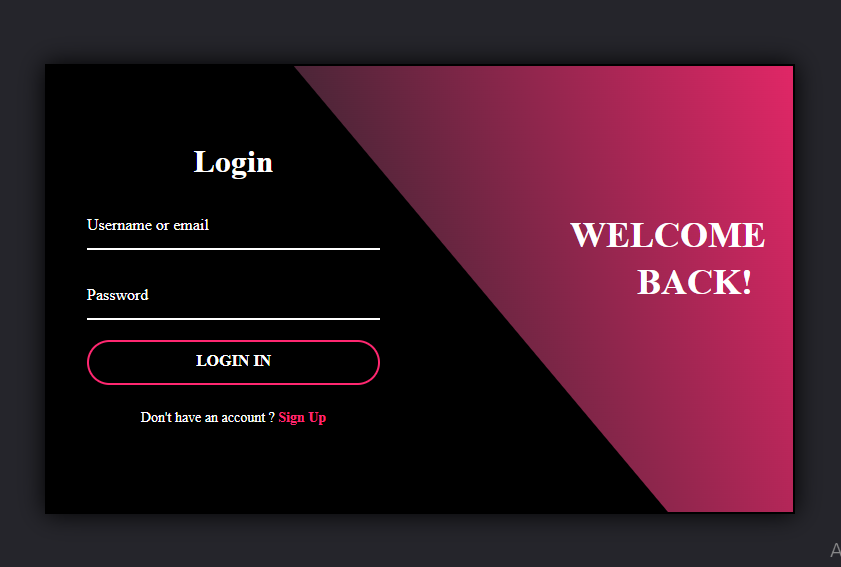 Login
Username or email
Password
LOGIN IN
Don't have an account ? Sign Up
WELCOME
BACK!